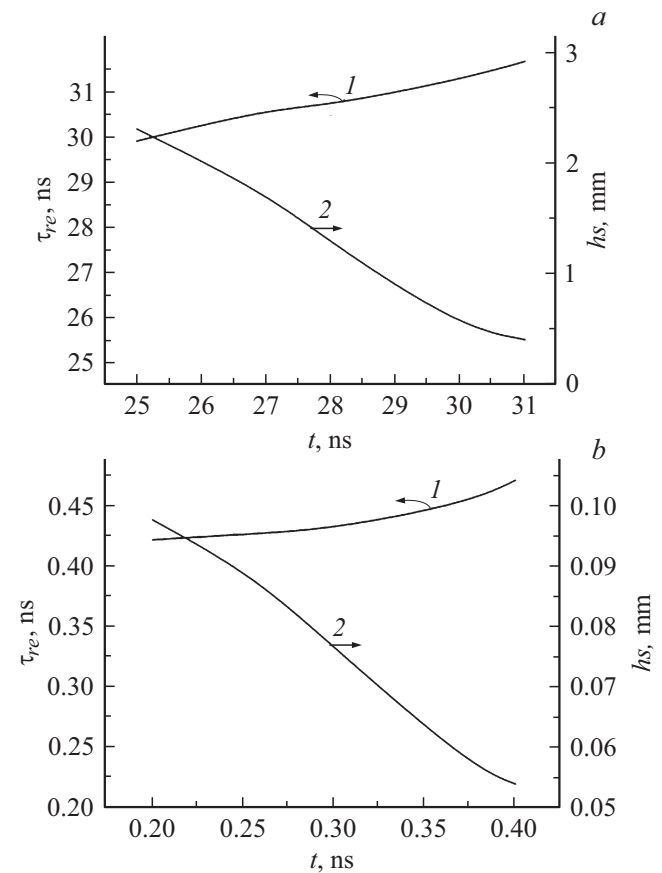 a
3
31
1
30
2
29
τre, ns
2
hs, mm
28
27
1
26
25
0
25 26 27 28 29 30 31
t, ns
b
0.45
1
0.10
0.40
0.09
τre, ns
0.35
2
0.08
hs, mm
0.30
0.07
0.25
0.06
0.20
0.05
0.20 0.25 0.30 0.35 0.40
t, ns